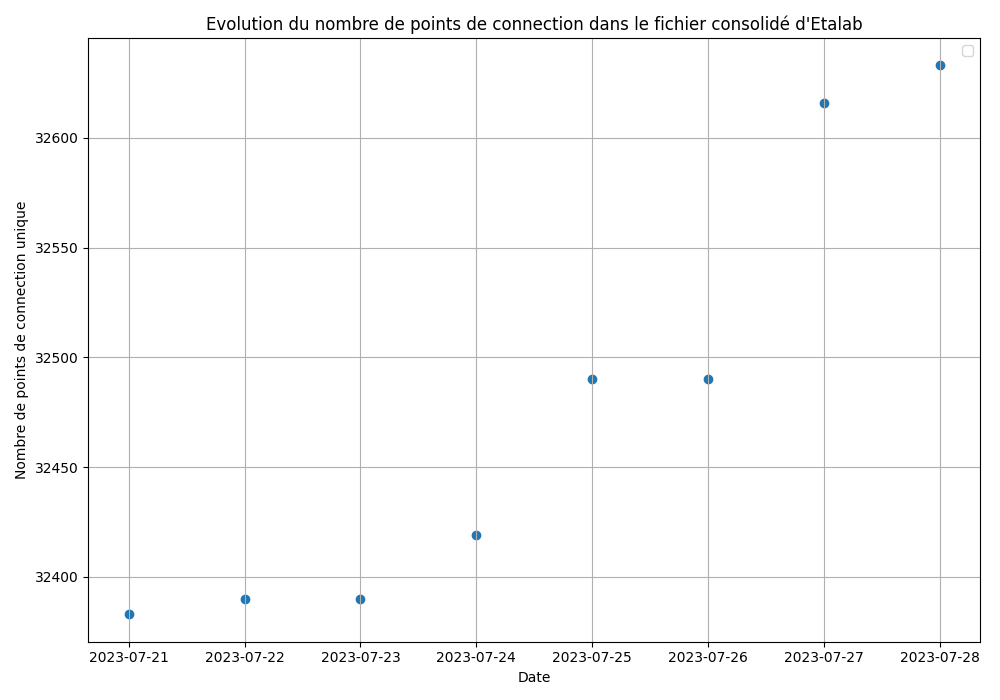 Evolution du nombre de points de connection dans le fichier consolidé d'Etalab
Nombre de points de connection unique
32600
32550
32500
32450
32400
2023-07-21 2023-07-22 2023-07-23 2023-07-24 2023-07-25 2023-07-26 2023-07-27 2023-07-28
Date